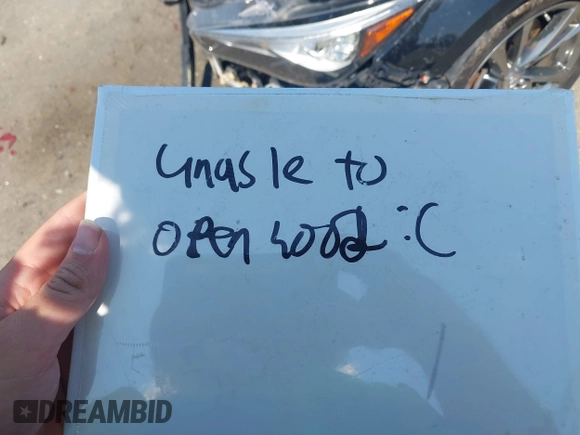 unable to
open hood :C
DREAMBID